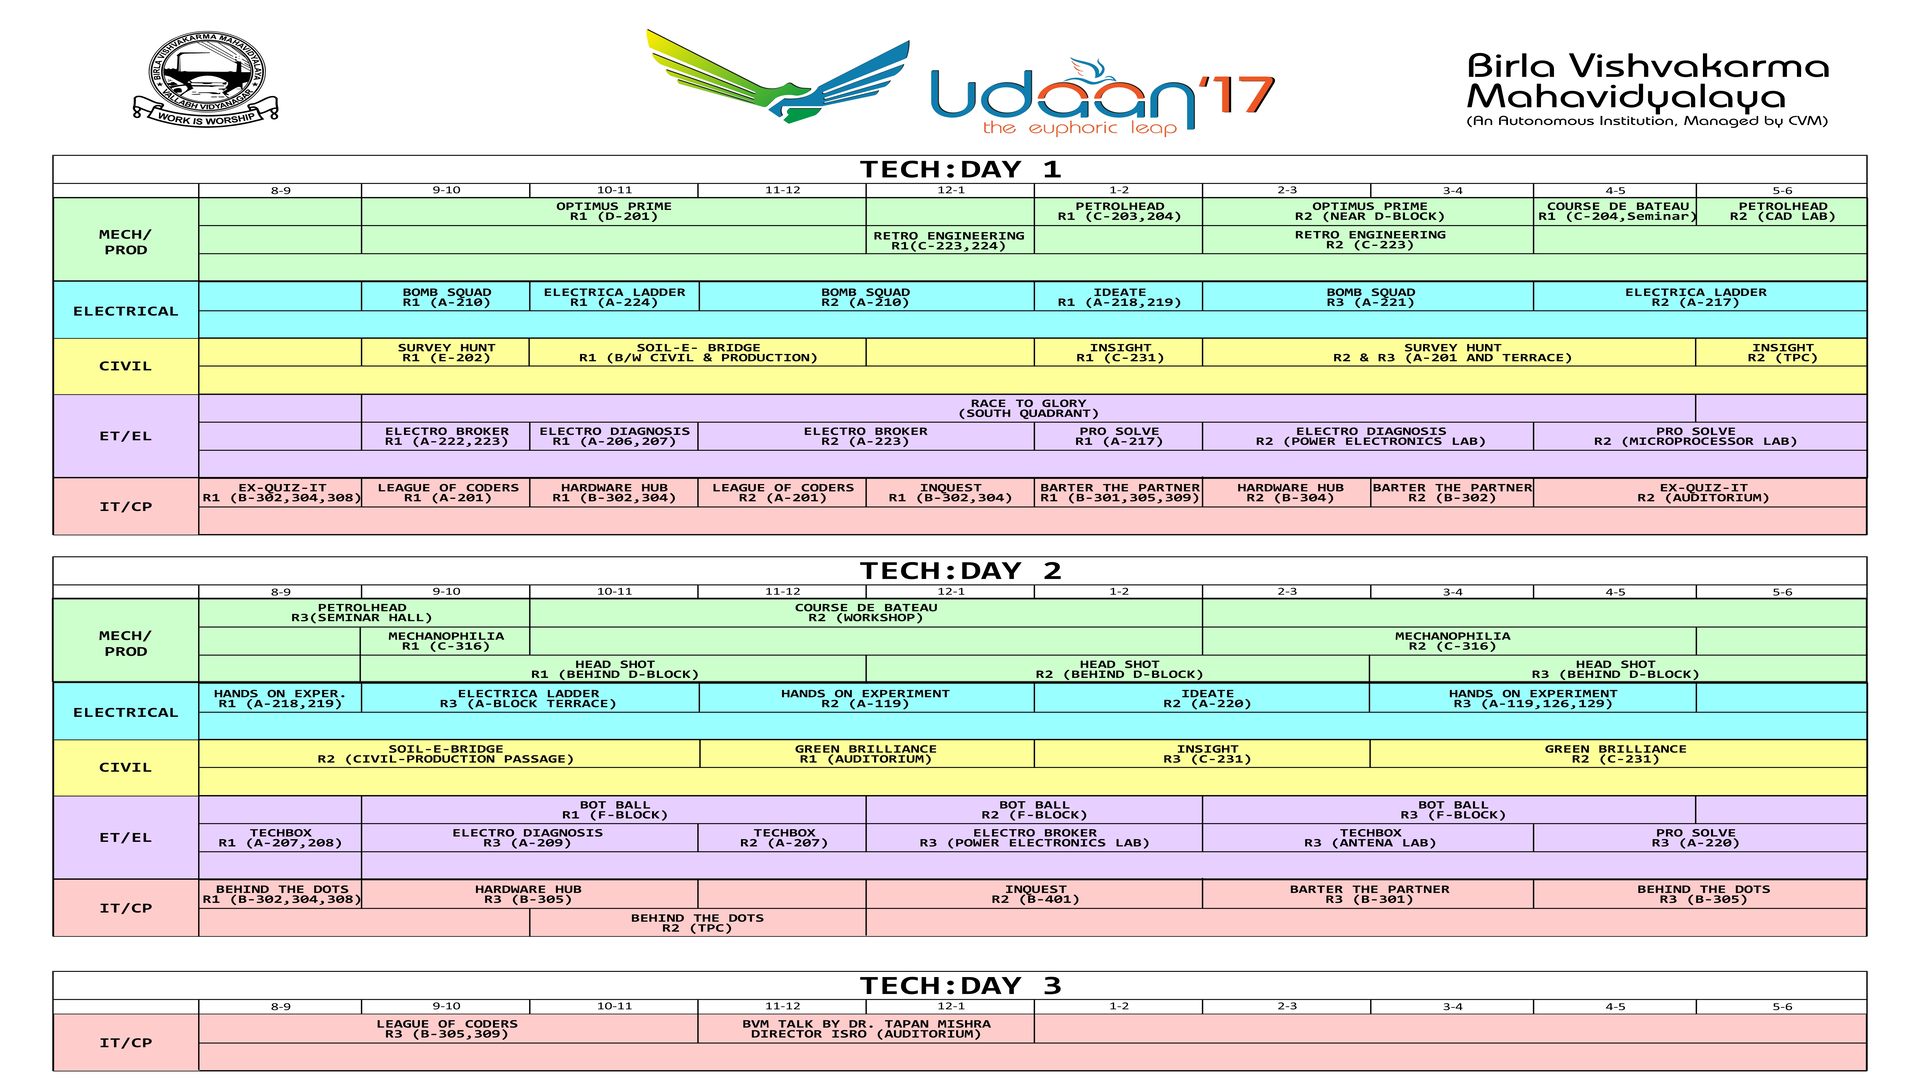 BIRLA VISHVAKARMA MAHAVIDYALAYA
VALLABH VIDYANAGAR
WORK IS WORSHIP
Udaan'17
the euphoric leap
Birla Vishvakarma
Mahavidyalaya
(An Autonomous Institution, Managed by CVM)
TECH:DAY 1
8-9 9-10 10-11 11-12 12-1 1-2 2-3 3-4 4-5 5-6
MECH/
PROD
OPTIMUS PRIME
R1 (D-201)
PETROLHEAD
R1 (C-203,204)
OPTIMUS PRIME
R2 (NEAR D-BLOCK)
COURSE DE BATEAU
R1 (C-204,Seminar)
PETROLHEAD
R2 (CAD LAB)
RETRO ENGINEERING
R1(C-223,224)
RETRO ENGINEERING
R2 (C-223)
ELECTRICAL
BOMB SQUAD
R1 (A-210)
ELECTRICA LADDER
R1 (A-224)
BOMB SQUAD
R2 (A-210)
IDEATE
R1 (A-218,219)
BOMB SQUAD
R3 (A-221)
ELECTRICA LADDER
R2 (A-217)
CIVIL
SURVEY HUNT
R1 (E-202)
SOIL-E- BRIDGE
R1 (B/W CIVIL & PRODUCTION)
INSIGHT
R1 (C-231)
SURVEY HUNT
R2 & R3 (A-201 AND TERRACE)
INSIGHT
R2 (TPC)
ET/EL
RACE TO GLORY
(SOUTH QUADRANT)
ELECTRO BROKER
R1 (A-222,223)
ELECTRO DIAGNOSIS
R1 (A-206,207)
ELECTRO BROKER
R2 (A-223)
PRO SOLVE
R1 (A-217)
ELECTRO DIAGNOSIS
R2 (POWER ELECTRONICS LAB)
PRO SOLVE
R2 (MICROPROCESSOR LAB)
IT/CP
EX-QUIZ-IT
R1 (B-302,304,308)
LEAGUE OF CODERS
R1 (A-201)
HARDWARE HUB
R1 (B-302,304)
LEAGUE OF CODERS
R2 (A-201)
INQUEST
R1 (B-302,304)
BARTER THE PARTNER
R1 (B-301,305,309)
HARDWARE HUB
R2 (B-304)
BARTER THE PARTNER
R2 (B-302)
EX-QUIZ-IT
R2 (AUDITORIUM)
TECH:DAY 2
8-9 9-10 10-11 11-12 12-1 1-2 2-3 3-4 4-5 5-6
MECH/
PROD
PETROLHEAD
R3(SEMINAR HALL)
COURSE DE BATEAU
R2 (WORKSHOP)
MECHANOPHILIA
R1 (C-316)
MECHANOPHILIA
R2 (C-316)
HEAD SHOT
R1 (BEHIND D-BLOCK)
HEAD SHOT
R2 (BEHIND D-BLOCK)
HEAD SHOT
R3 (BEHIND D-BLOCK)
ELECTRICAL
HANDS ON EXPER.
R1 (A-218,219)
ELECTRICA LADDER
R3 (A-BLOCK TERRACE)
HANDS ON EXPERIMENT
R2 (A-119)
IDEATE
R2 (A-220)
HANDS ON EXPERIMENT
R3 (A-119,126,129)
CIVIL
SOIL-E-BRIDGE
R2 (CIVIL-PRODUCTION PASSAGE)
GREEN BRILLIANCE
R1 (AUDITORIUM)
INSIGHT
R3 (C-231)
GREEN BRILLIANCE
R2 (C-231)
ET/EL
BOT BALL
R1 (F-BLOCK)
BOT BALL
R2 (F-BLOCK)
BOT BALL
R3 (F-BLOCK)
TECHBOX
R1 (A-207,208)
ELECTRO DIAGNOSIS
R3 (A-209)
TECHBOX
R2 (A-207)
ELECTRO BROKER
R3 (POWER ELECTRONICS LAB)
TECHBOX
R3 (ANTENA LAB)
PRO SOLVE
R3 (A-220)
IT/CP
BEHIND THE DOTS
R1 (B-302,304,308)
HARDWARE HUB
R3 (B-305)
INQUEST
R2 (B-401)
BARTER THE PARTNER
R3 (B-301)
BEHIND THE DOTS
R3 (B-305)
BEHIND THE DOTS
R2 (TPC)
TECH:DAY 3
8-9 9-10 10-11 11-12 12-1 1-2 2-3 3-4 4-5 5-6
IT/CP
LEAGUE OF CODERS
R3 (B-305,309)
BVM TALK BY DR. TAPAN MISHRA
DIRECTOR ISRO (AUDITORIUM)